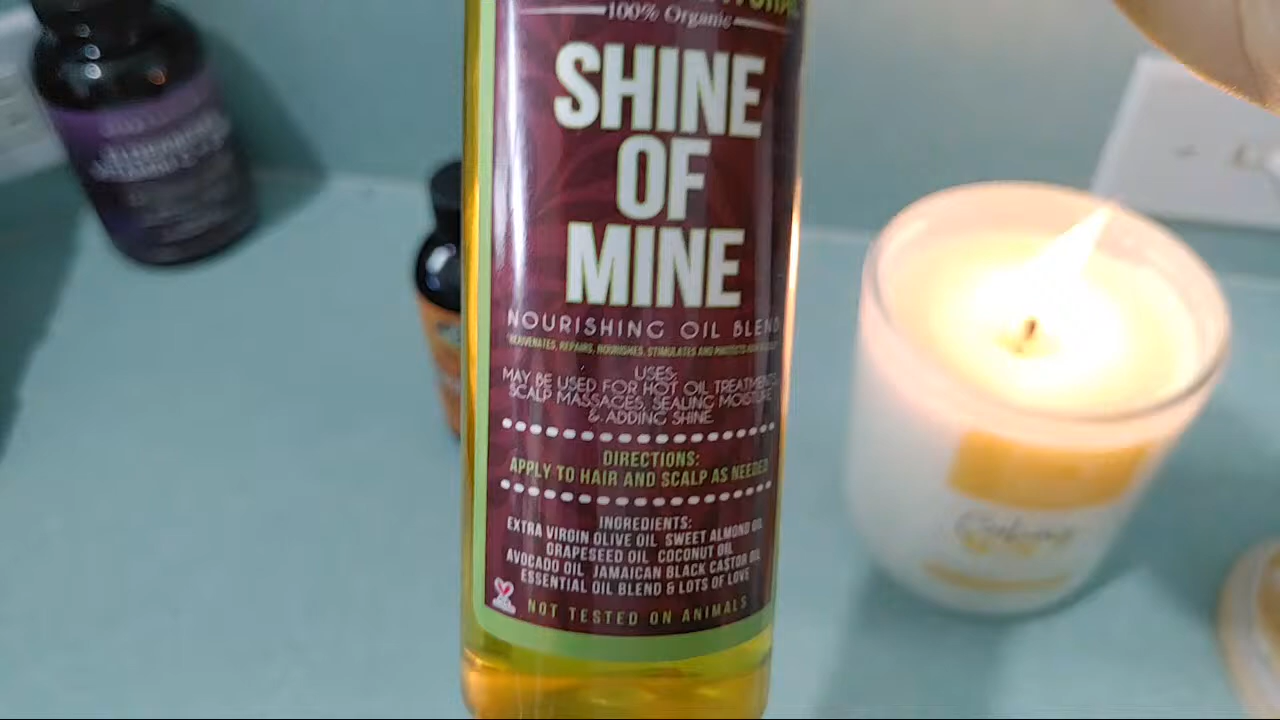 100% Organic
SHINE
OF
MINE
NOURISHING OIL BLEND
REJUVENATES, REPAIRS, NOURISHES, STIMULATES AND PROTECTS
USES:
MAY BE USED FOR HOT OIL TREATMENTS,
SCALP MASSAGES, SEALING MOISTURE
& ADDING SHINE.
DIRECTIONS:
APPLY TO HAIR AND SCALP AS NEEDED
INGREDIENTS:
EXTRA VIRGIN OLIVE OIL SWEET ALMOND OIL
GRAPESEED OIL COCONUT OIL
AVOCADO OIL JAMAICAN BLACK CASTOR OIL
ESSENTIAL OIL BLEND & LOTS OF LOVE
NOT TESTED ON ANIMALS